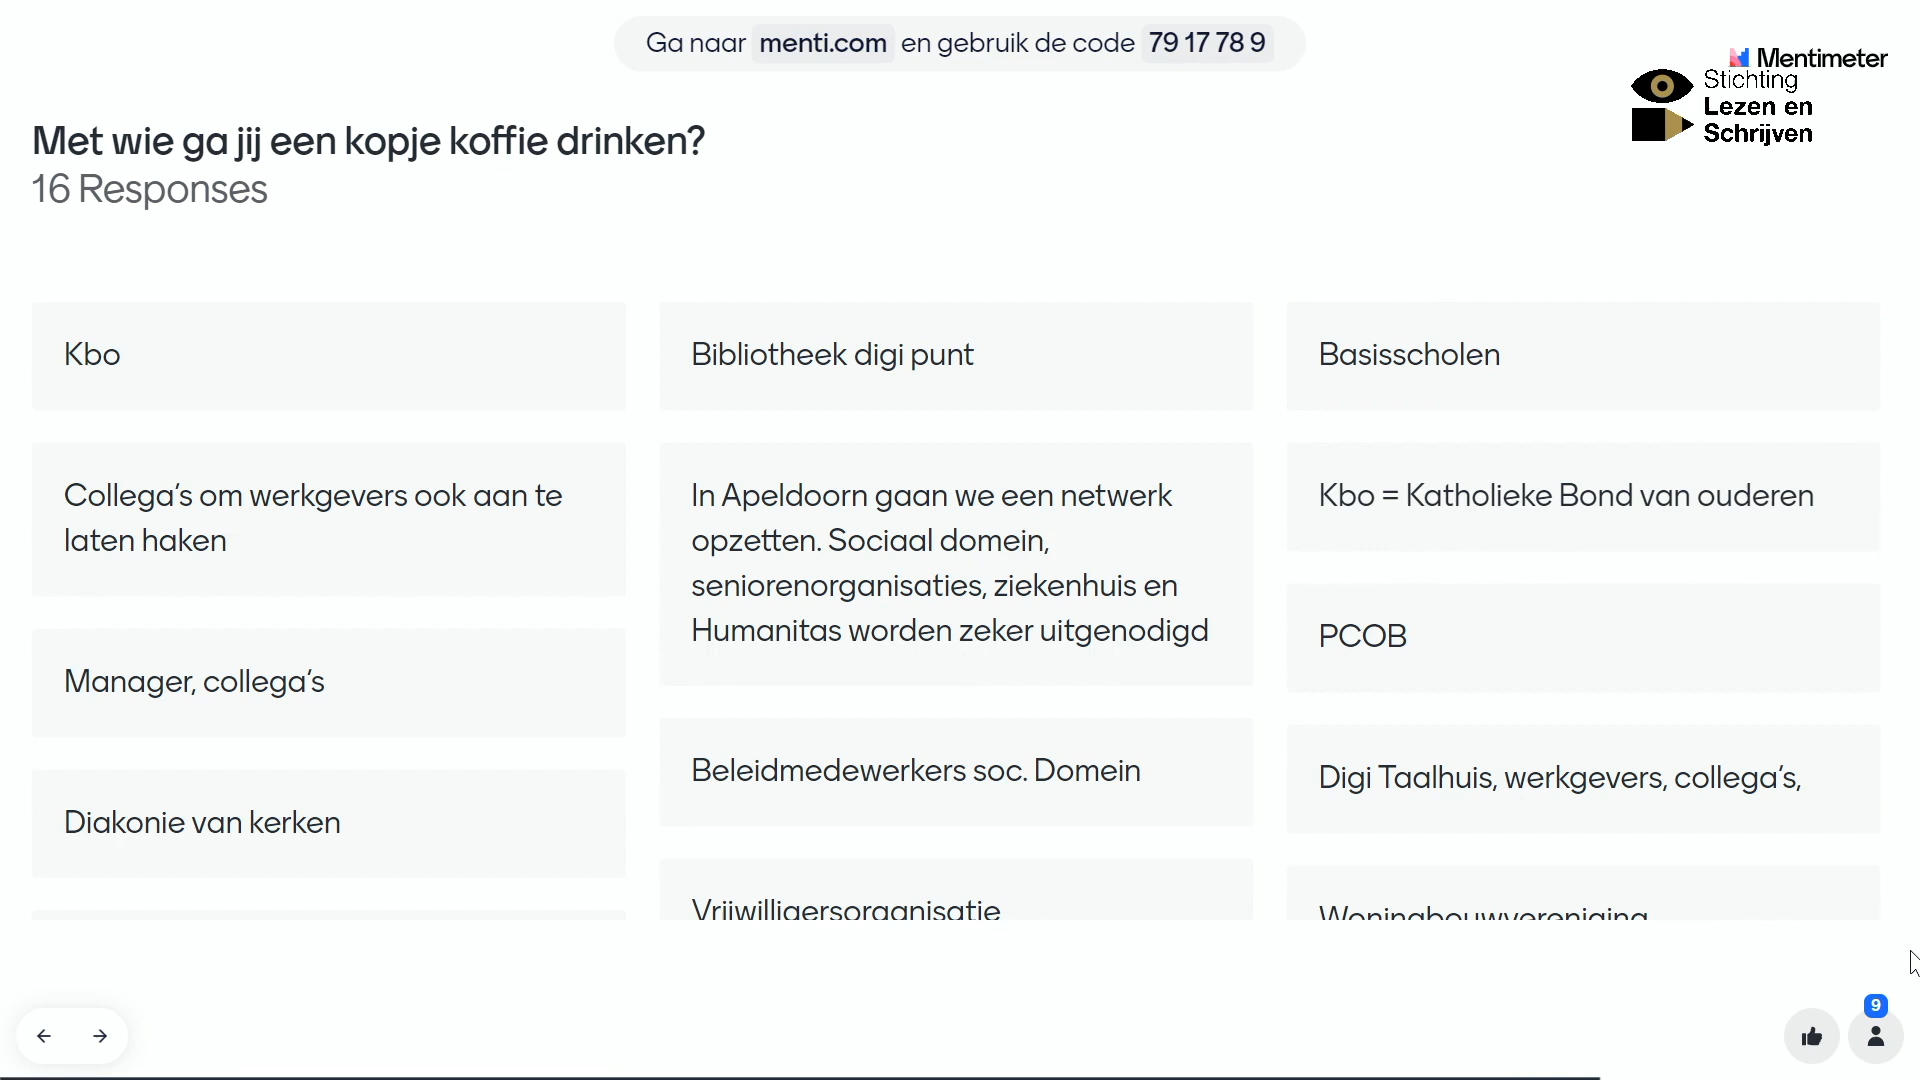 Ga naar menti.com en gebruik de code 79 17 78 9
Mentimeter
Stichting
Lezen en
Schrijven
Met wie ga jij een kopje koffie drinken?
16 Responses
Kbo
Collega's om werkgevers ook aan te
laten haken
Manager, collega's
Diakonie van kerken
Bibliotheek digi punt
In Apeldoorn gaan we een netwerk
opzetten. Sociaal domein,
seniorenorganisaties, ziekenhuis en
Humanitas worden zeker uitgenodigd
Beleidmedewerkers soc. Domein
Vrijwilligersorganisatie
Basisscholen
Kbo = Katholieke Bond van ouderen
PCOB
Digi Taalhuis, werkgevers, collega's,
Woningbouwvereniging
9